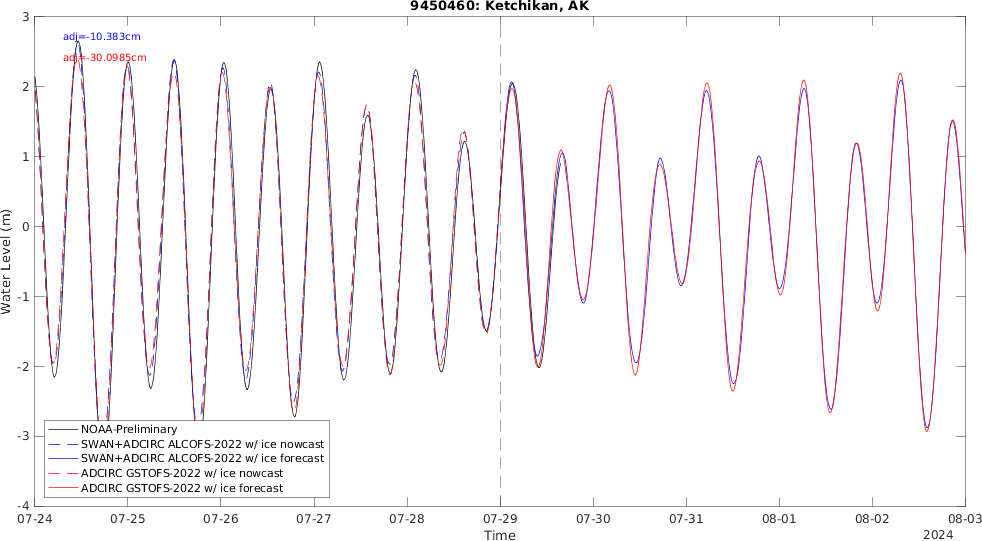 9450460: Ketchikan, AK
adj=-10.383cm
adj=-30.0985cm
3
2
1
0
-1
-2
-3
-4
Water Level (m)
NOAA-Preliminary
SWAN+ADCIRC ALCOFS-2022 w/ ice nowcast
SWAN+ADCIRC ALCOFS-2022 w/ ice forecast
ADCIRC GSTOFS-2022 w/ ice nowcast
ADCIRC GSTOFS-2022 w/ ice forecast
07-24 07-25 07-26 07-27 07-28 07-29 07-30 07-31 08-01 08-02 08-03
Time
2024